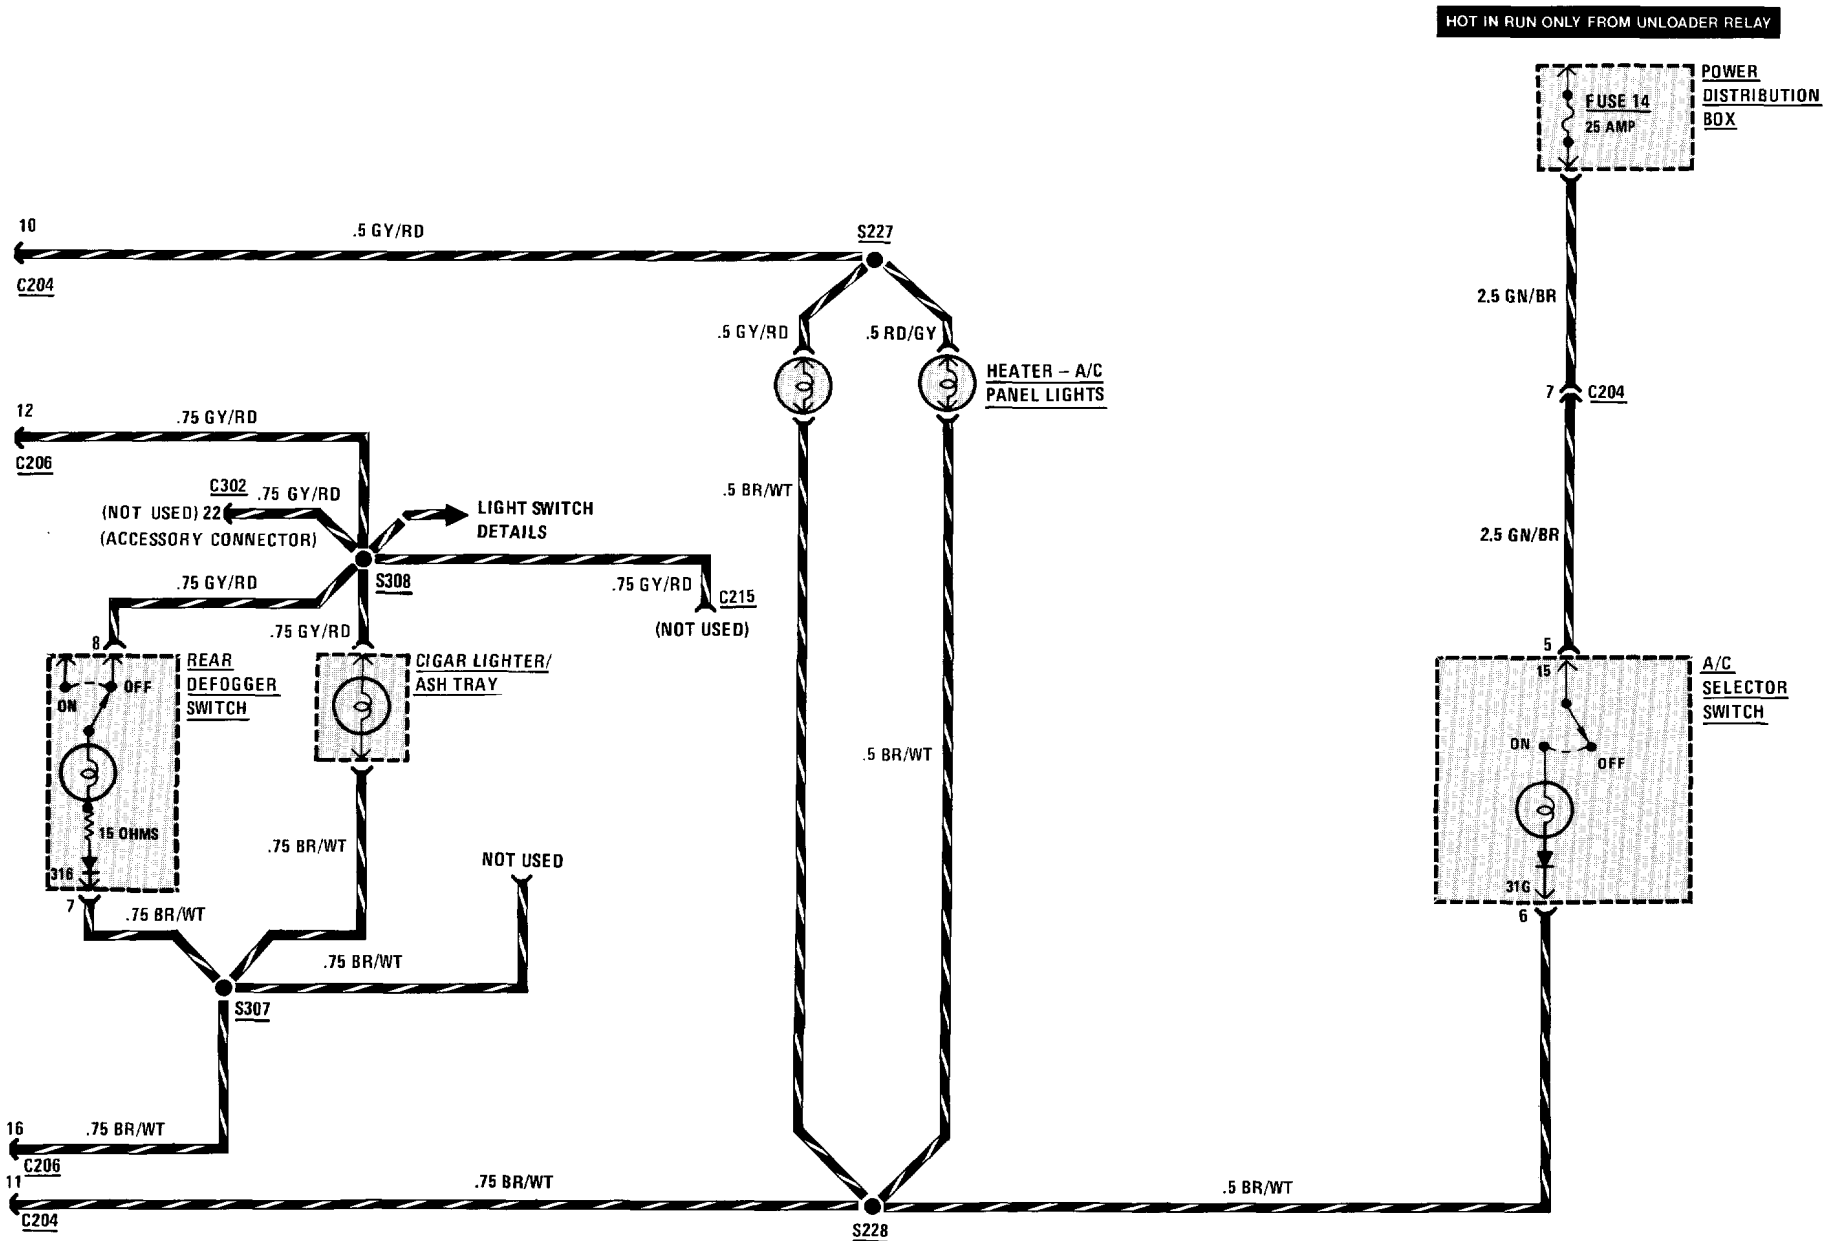 HOT IN RUN ONLY FROM UNLOADER RELAY
POWER
DISTRIBUTION
BOX
FUSE 14
25 AMP
10
.5 GY/RD
C204
S227
2.5 GN/BR
.5 GY/RD
.5 RD/GY
HEATER – A/C
PANEL LIGHTS
7
C204
12
.75 GY/RD
C206
C302
.75 GY/RD
(NOT USED) 22
(ACCESSORY CONNECTOR)
LIGHT SWITCH
DETAILS
.5 BR/WT
2.5 GN/BR
.75 GY/RD
S308
.75 GY/RD
C215
(NOT USED)
.75 GY/RD
8
REAR
DEFOGGER
SWITCH
OFF
ON
15 OHMS
316
7
CIGAR LIGHTER/
ASH TRAY
5
15
A/C
SELECTOR
SWITCH
ON
OFF
31G
6
.5 BR/WT
.75 BR/WT
NOT USED
.75 BR/WT
.75 BR/WT
S307
16
.75 BR/WT
C206
11
.75 BR/WT
C204
S228
.5 BR/WT